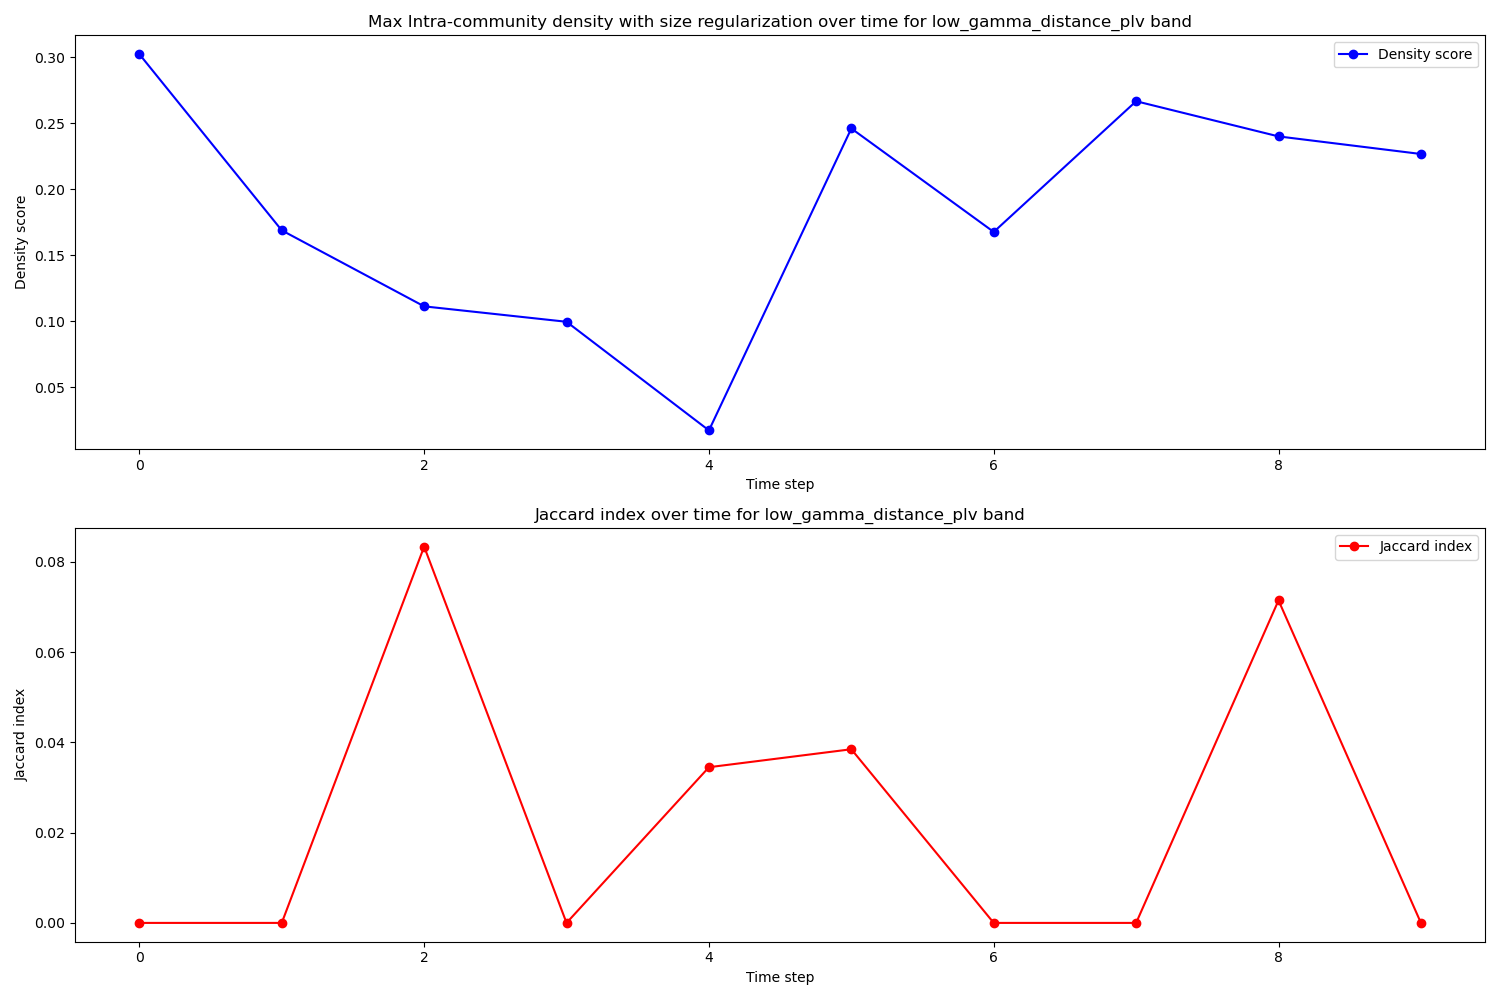 Max Intra-community density with size regularization over time for low_gamma_distance_plv band
Density score
0.30
0.25
0.20
0.15
0.10
0.05
Density score
0
2
4
6
8
Time step
Jaccard index over time for low_gamma_distance_plv band
Jaccard index
0.08
0.06
0.04
0.02
0.00
Jaccard index
0
2
4
6
8
Time step